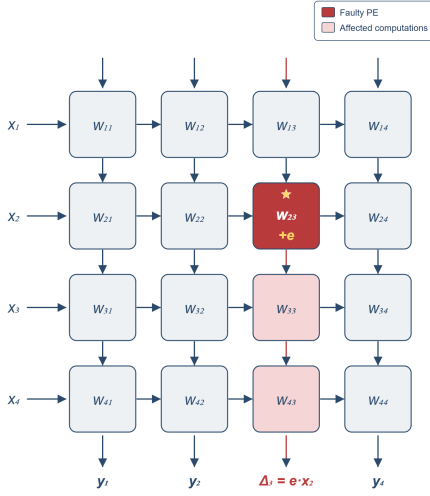 Faulty PE
Affected computations
x₁ w₁₁ w₁₂ w₁₃ w₁₄
★
x₂ w₂₁ w₂₂ w₂₃ w₂₄
+e
x₃ w₃₁ w₃₂ w₃₃ w₃₄
x₄ w₄₁ w₄₂ w₄₃ w₄₄
y₁ y₂ Δ₃ = e·x₂ y₄